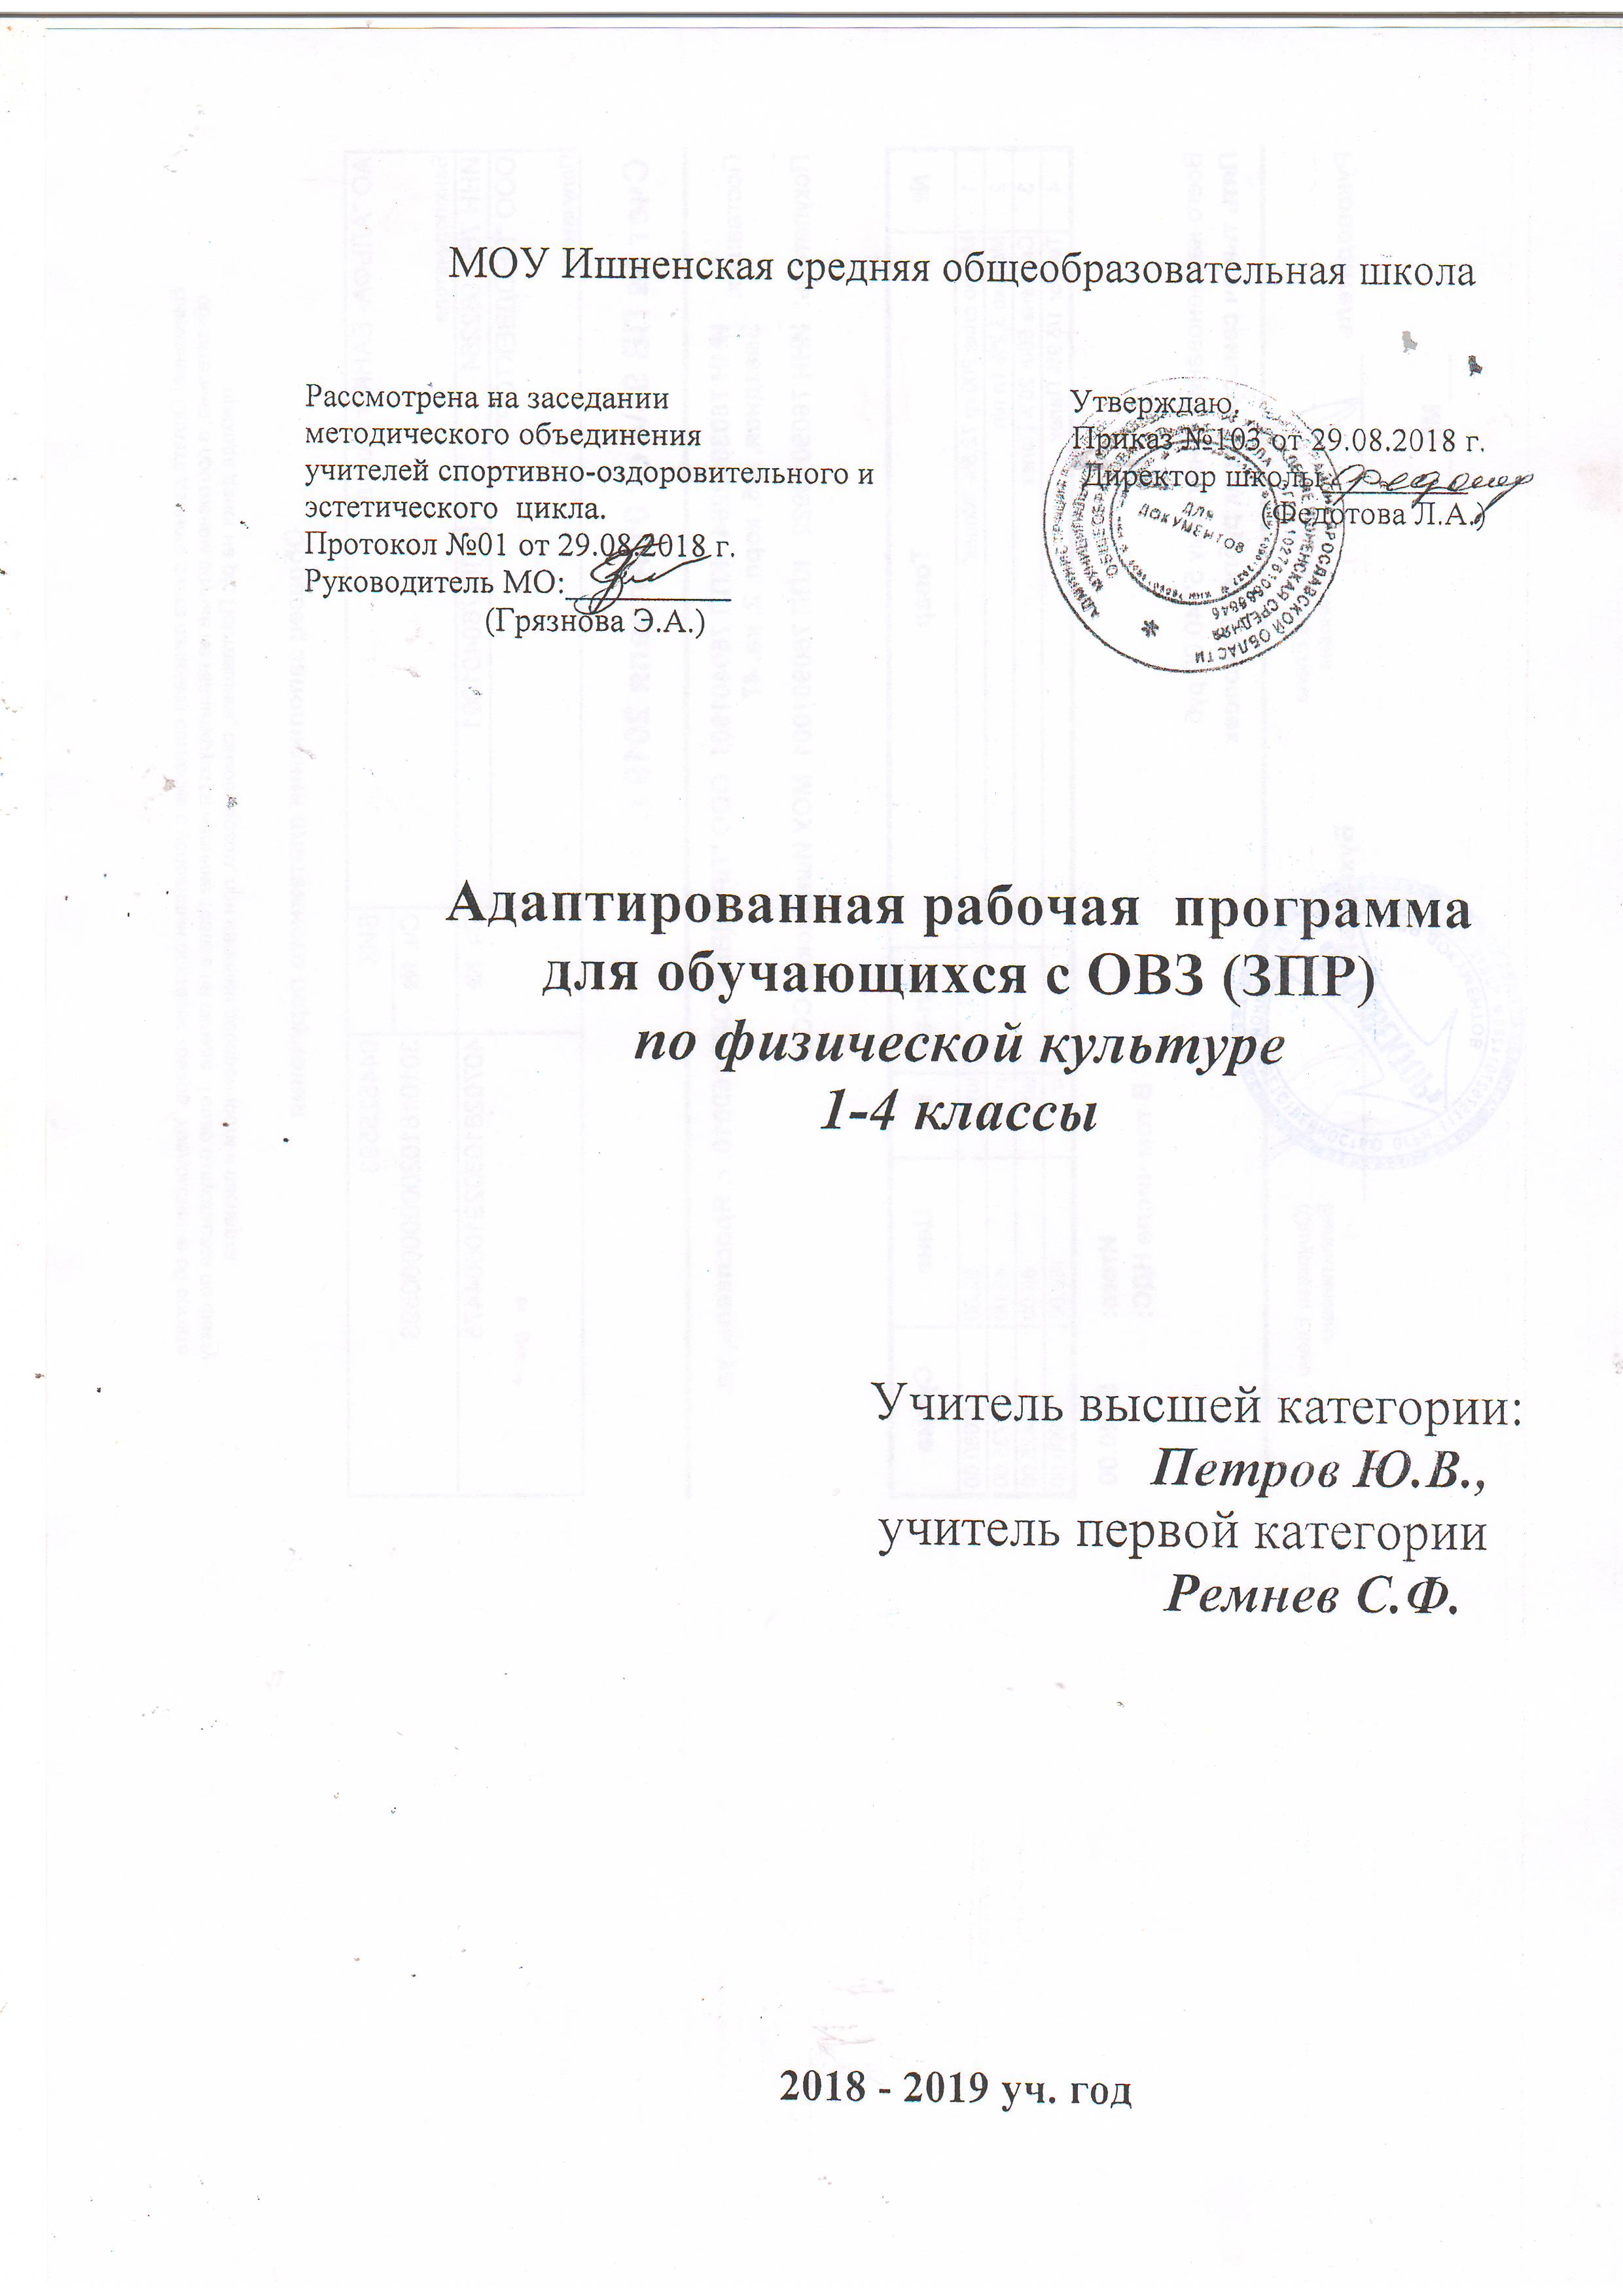 МОУ Ишненская средняя общеобразовательная школа
Рассмотрена на заседании
методического объединения
учителей спортивно-оздоровительного и
эстетического цикла.
Протокол №01 от 29.08.2018 г.
Руководитель МО:____________
(Грязнова Э.А.)
Утверждаю.
Приказ №103 от 29.08.2018 г.
Директор школы
(Федотова Л.А.)
ДЛЯ
ДОКУМЕНТОВ
Адаптированная рабочая программа
для обучающихся с ОВЗ (ЗПР)
по физической культуре
1-4 классы
Учитель высшей категории:
Петров Ю.В.,
учитель первой категории
Ремнев С.Ф.
2018 - 2019 уч. год